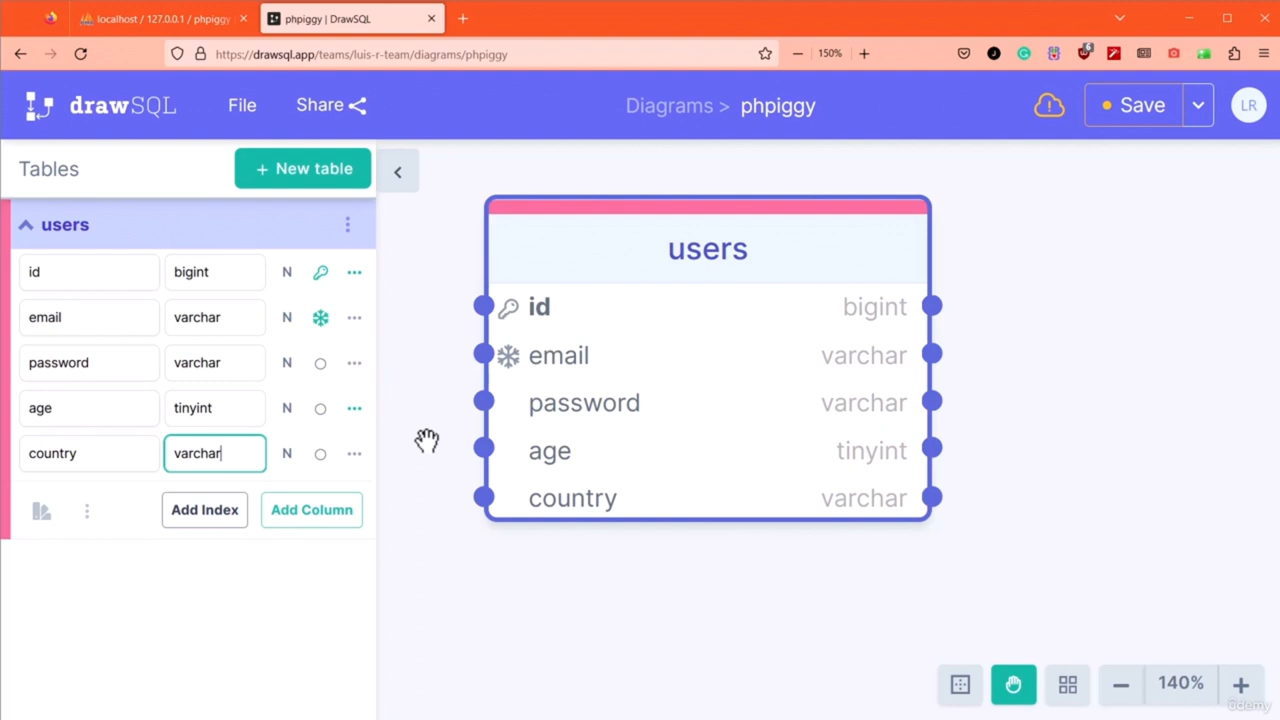 localhost / 127.0.0.1 / phpiggy
phpiggy | DrawSQL
https://drawsql.app/teams/luis-r-team/diagrams/phpiggy
150%
6
drawSQL
File
Share
Diagrams > phpiggy
Save
LR
Tables
+ New table
users
id bigint N
email varchar N
password varchar N
age tinyint N
country varchar N
Add Index
Add Column
users
id bigint
email varchar
password varchar
age tinyint
country varchar
140%
ûdemy